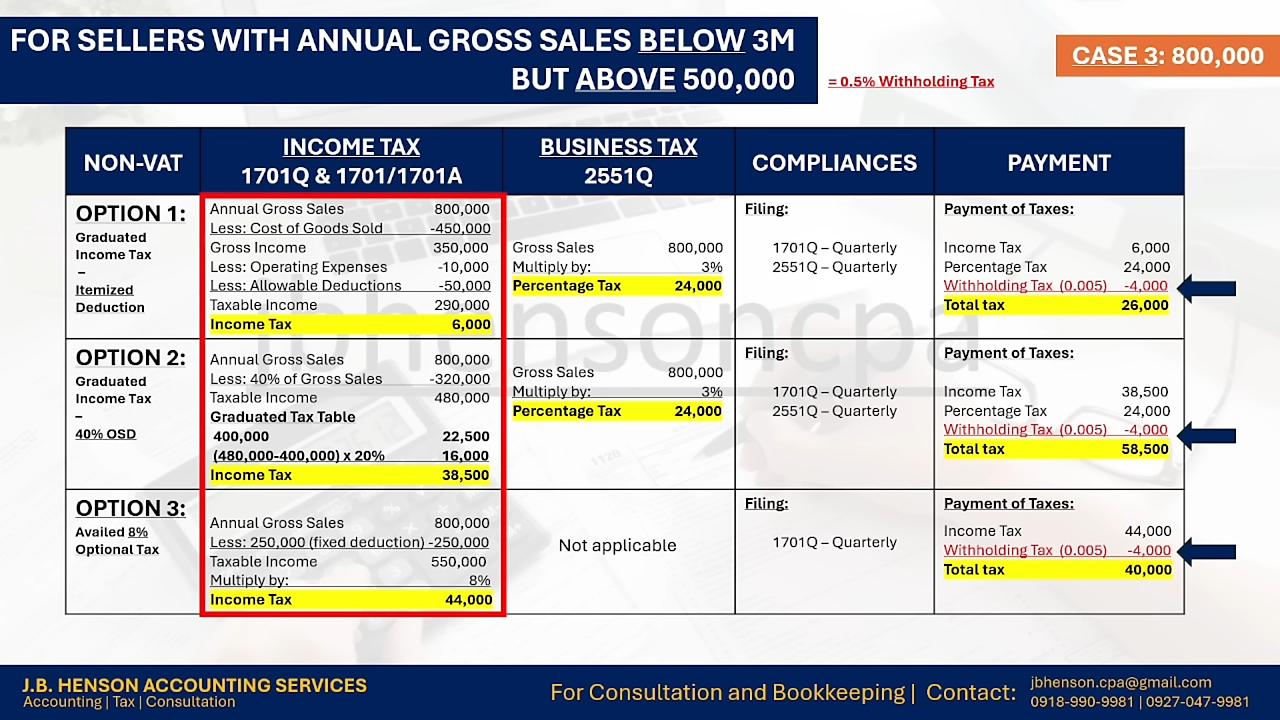 FOR SELLERS WITH ANNUAL GROSS SALES BELOW 3M
BUT ABOVE 500,000
= 0.5% Withholding Tax
CASE 3: 800,000
NON-VAT
INCOME TAX
1701Q & 1701/1701A
BUSINESS TAX
2551Q
COMPLIANCES
PAYMENT
OPTION 1:
Graduated
Income Tax
–
Itemized
Deduction
Annual Gross Sales 800,000
Less: Cost of Goods Sold -450,000
Gross Income 350,000
Less: Operating Expenses -10,000
Less: Allowable Deductions -50,000
Taxable Income 290,000
Income Tax 6,000
Gross Sales 800,000
Multiply by: 3%
Percentage Tax 24,000
Filing:
1701Q – Quarterly
2551Q – Quarterly
Payment of Taxes:
Income Tax 6,000
Percentage Tax 24,000
Withholding Tax (0.005) -4,000
Total tax 26,000
OPTION 2:
Graduated
Income Tax
–
40% OSD
Annual Gross Sales 800,000
Less: 40% of Gross Sales -320,000
Taxable Income 480,000
Graduated Tax Table
400,000 22,500
(480,000-400,000) x 20% 16,000
Income Tax 38,500
Gross Sales 800,000
Multiply by: 3%
Percentage Tax 24,000
Filing:
1701Q – Quarterly
2551Q – Quarterly
Payment of Taxes:
Income Tax 38,500
Percentage Tax 24,000
Withholding Tax (0.005) -4,000
Total tax 58,500
OPTION 3:
Availed 8%
Optional Tax
Annual Gross Sales 800,000
Less: 250,000 (fixed deduction) -250,000
Taxable Income 550,000
Multiply by: 8%
Income Tax 44,000
Not applicable
Filing:
1701Q – Quarterly
Payment of Taxes:
Income Tax 44,000
Withholding Tax (0.005) -4,000
Total tax 40,000
jbhensoncpa
J.B. HENSON ACCOUNTING SERVICES
Accounting | Tax | Consultation
For Consultation and Bookkeeping | Contact:
jbhenson.cpa@gmail.com
0918-990-9981 | 0927-047-9981